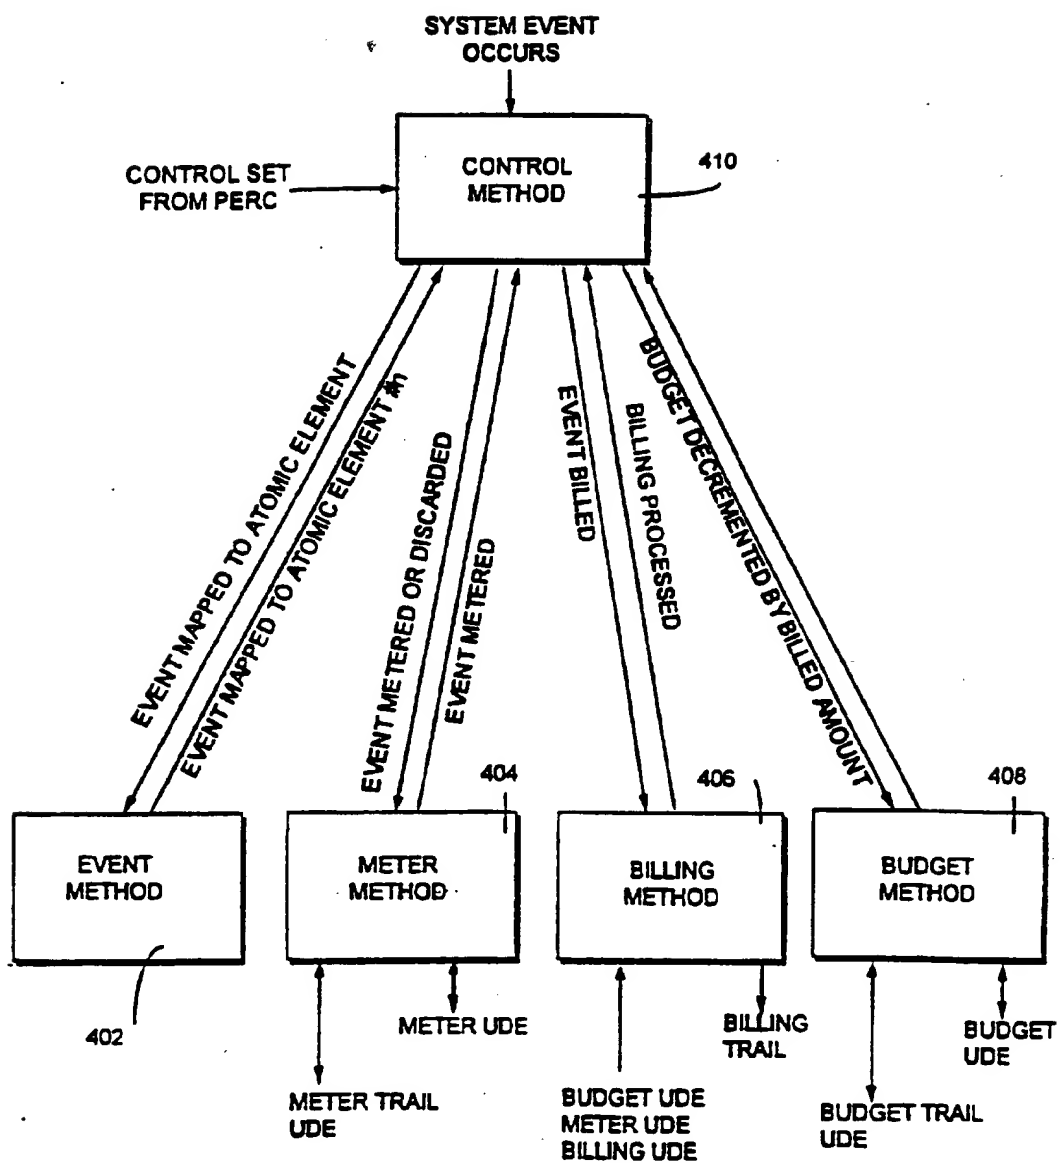 SYSTEM EVENT
OCCURS
CONTROL SET
FROM PERC
CONTROL
METHOD
410
EVENT MAPPED TO ATOMIC ELEMENT
EVENT MAPPED TO ATOMIC ELEMENT #n
EVENT METERED OR DISCARDED
EVENT METERED
EVENT BILLED
BILLING PROCESSED
BUDGET DECREMENTED BY BILLED AMOUNT
404
406
408
EVENT
METHOD
METER
METHOD
BILLING
METHOD
BUDGET
METHOD
402
METER UDE
BILLING
TRAIL
BUDGET
UDE
METER TRAIL
UDE
BUDGET UDE
METER UDE
BILLING UDE
BUDGET TRAIL
UDE